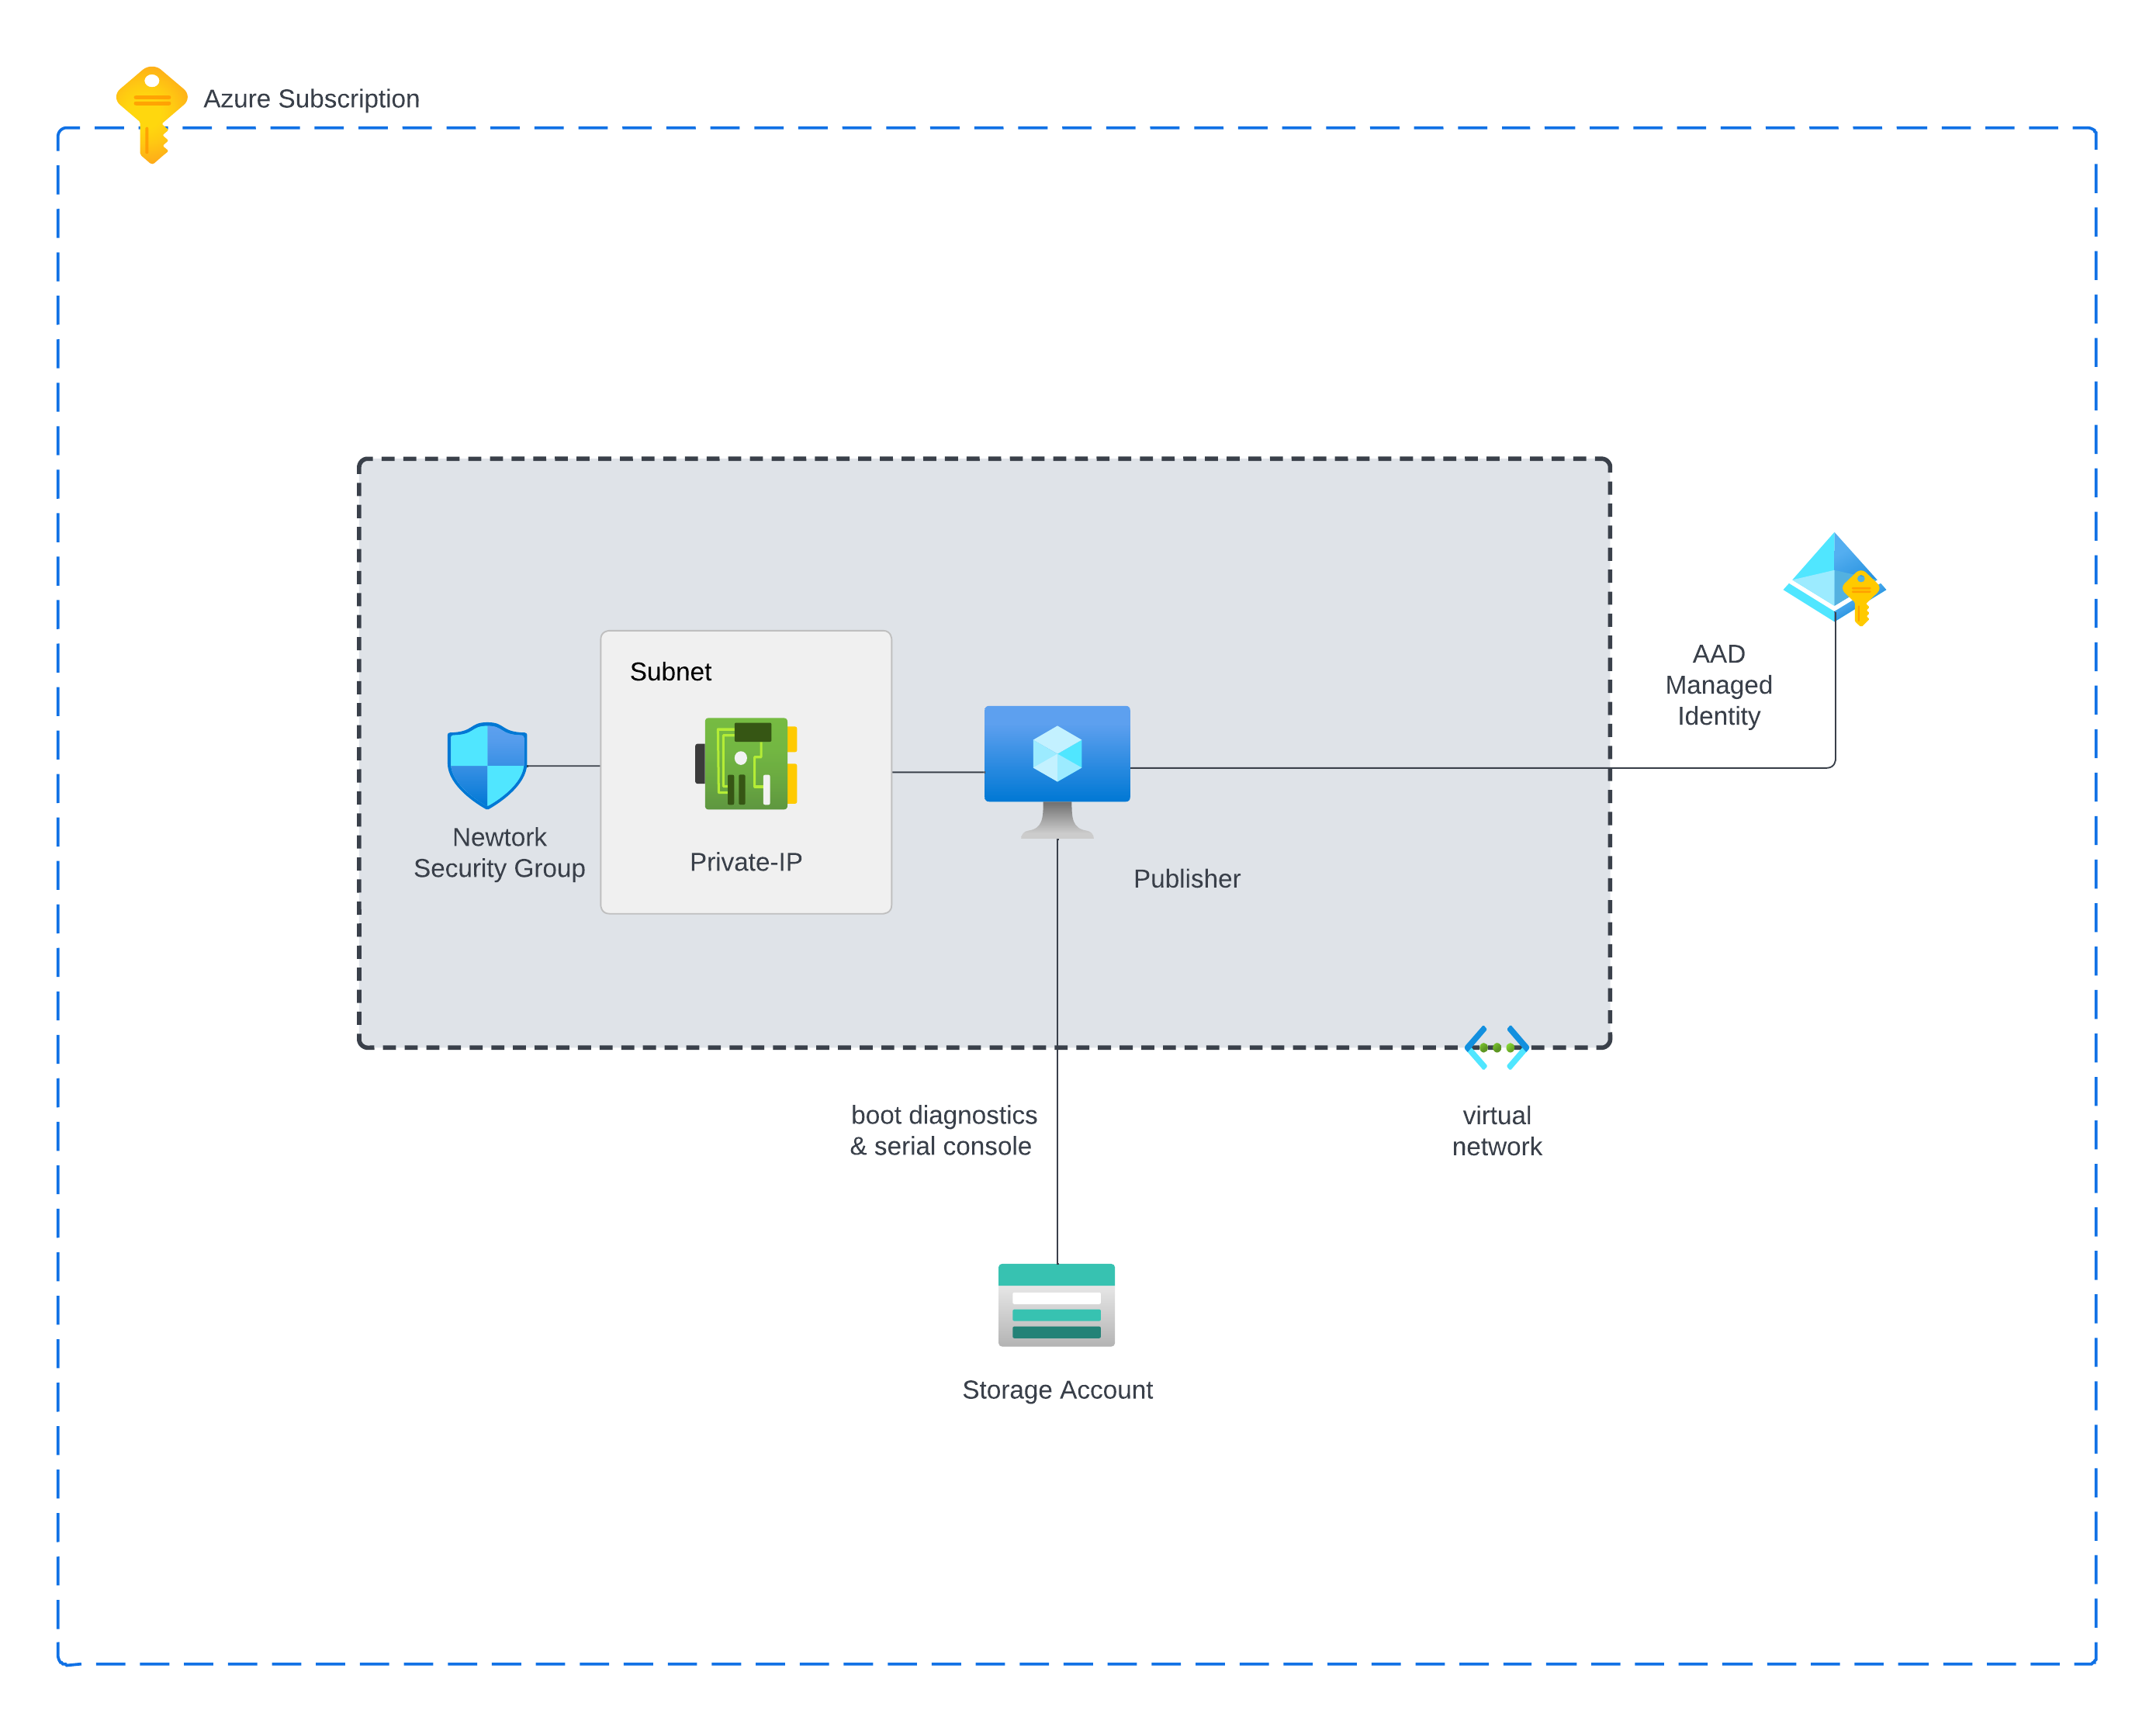 Azure Subscription
Subnet
Private-IP
Newtork
Security Group
Publisher
AAD
Managed
Identity
boot diagnostics
& serial console
virtual
network
Storage Account